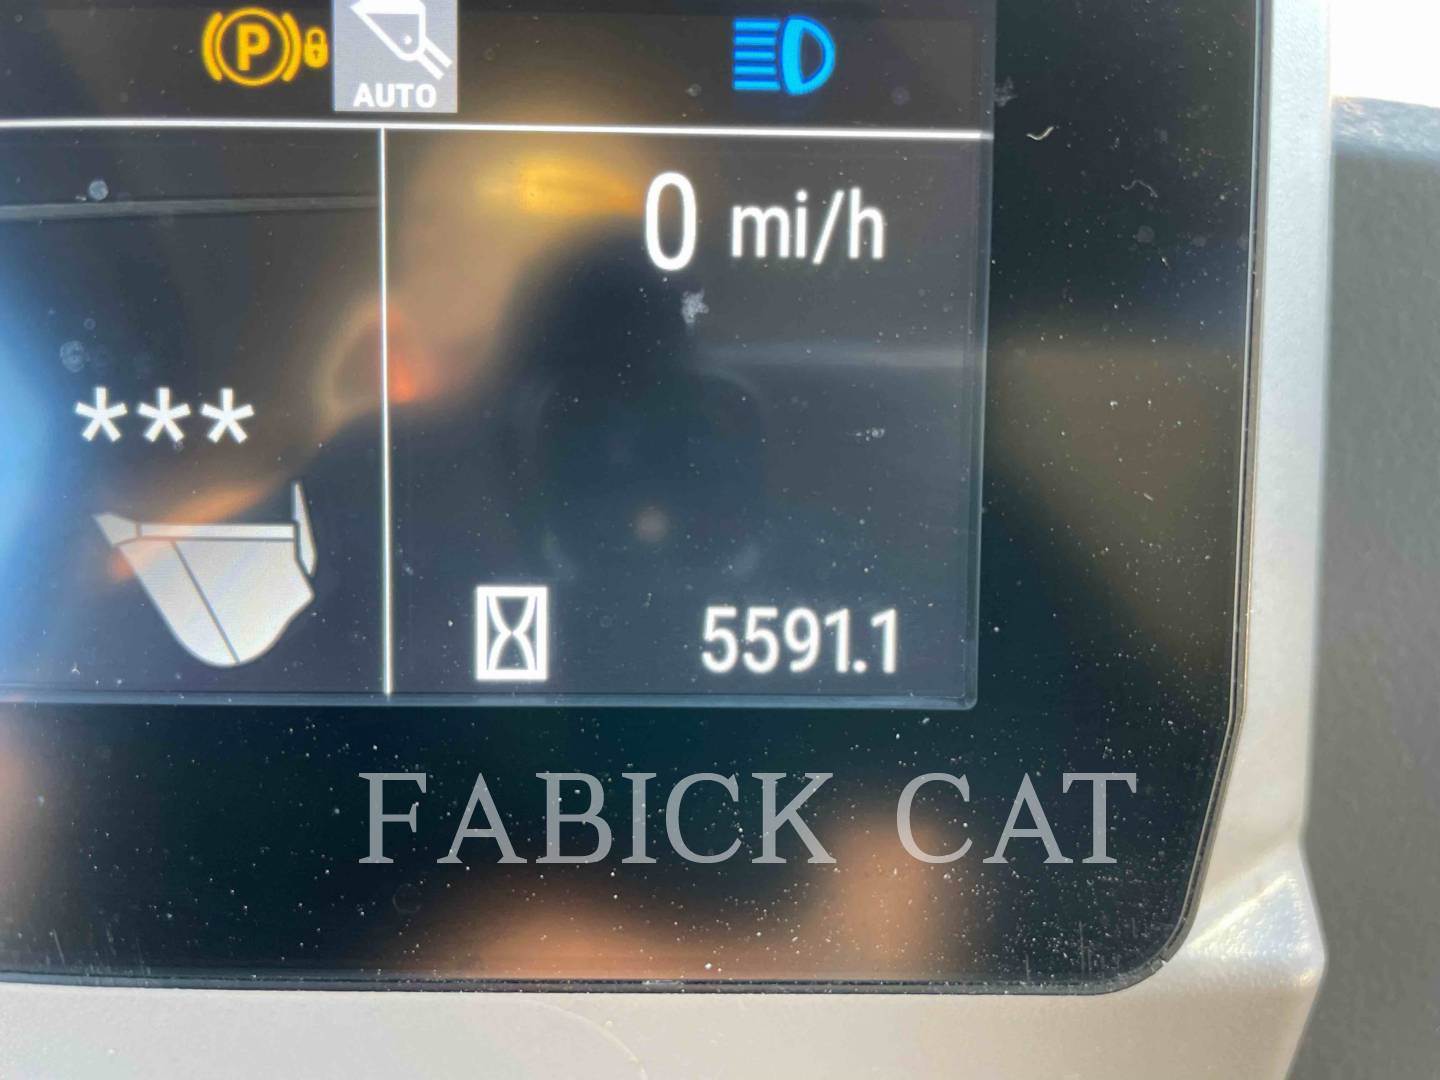 P
AUTO
0 mi/h
***
5591.1
FABICK CAT